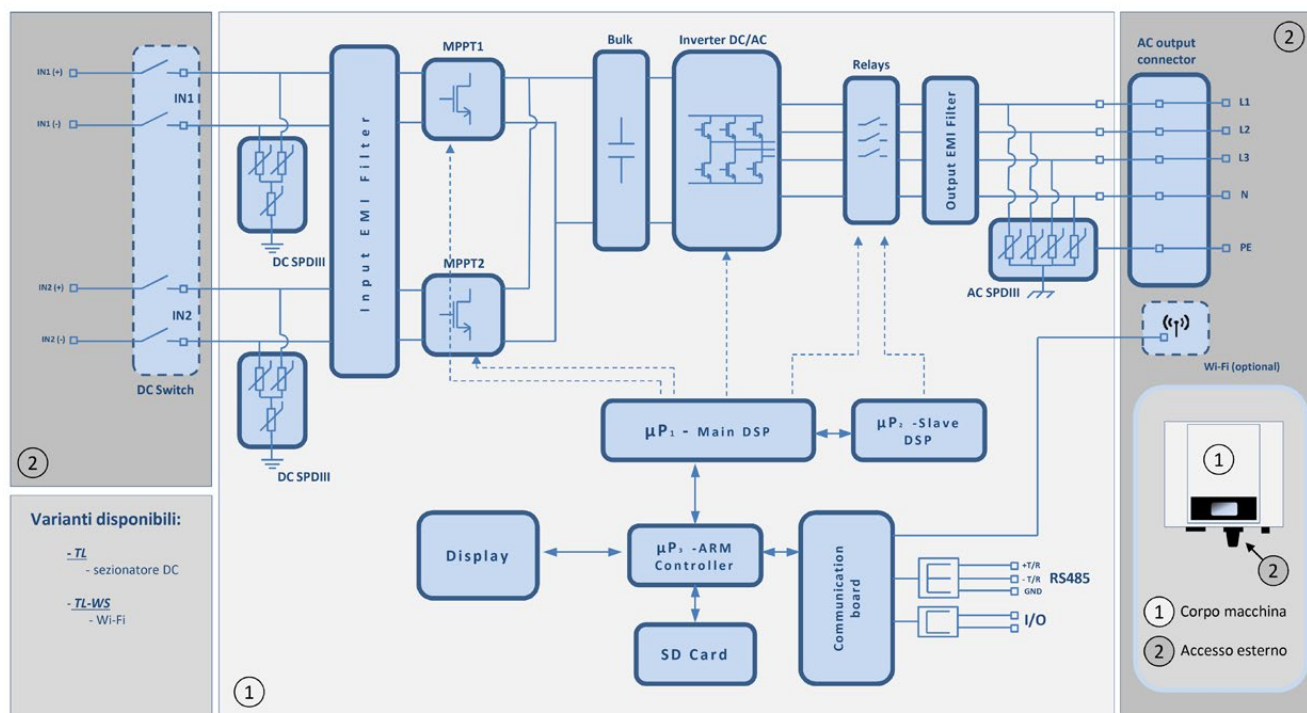 2
IN1 (+)
IN1
IN1 (-)
IN2 (+)
IN2
IN2 (-)
DC Switch
2
Varianti disponibili:
- TL
- sezionatore DC
- TL-WS
- Wi-Fi
DC SPDIII
DC SPDIII
Input EMI Filter
MPPT1
MPPT2
Bulk
Inverter DC/AC
Relays
Output EMI Filter
AC SPDIII
µP1 - Main DSP
µP2 -Slave
DSP
Display
µP3 -ARM
Controller
SD Card
Communication
board
+T/R
- T/R
GND
RS485
I/O
1
2
AC output
connector
L1
L2
L3
N
PE
Wi-Fi (optional)
1
2
1 Corpo macchina
2 Accesso esterno
1